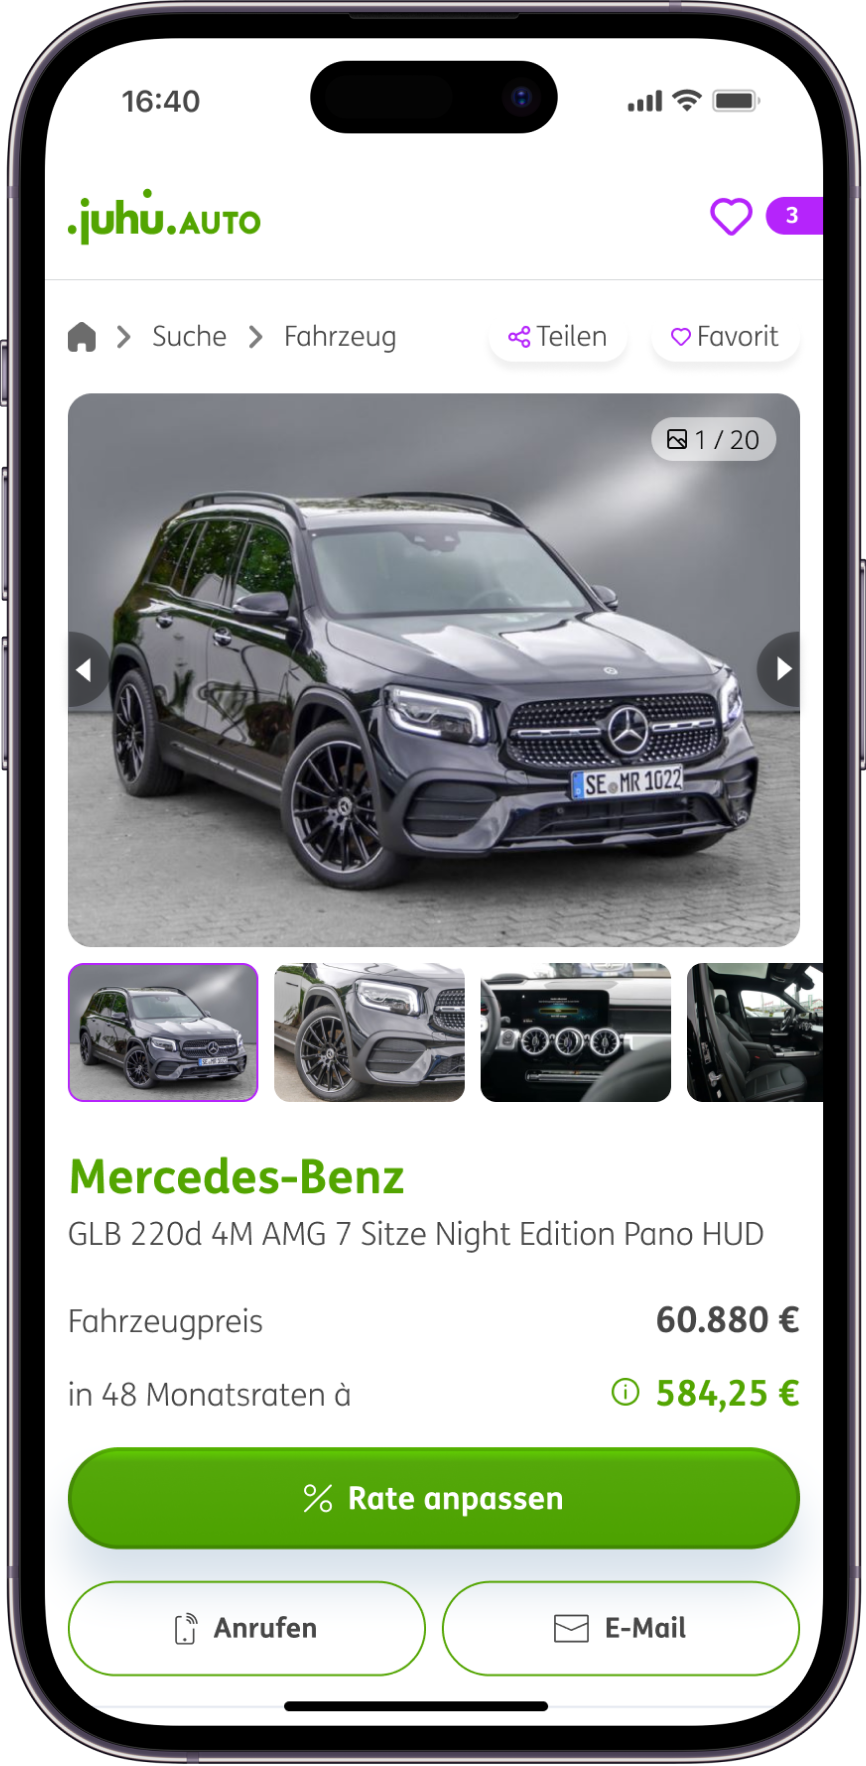 16:40
.juhu.AUTO
3
Suche Fahrzeug Teilen Favorit
1 / 20
SE MR 1022
Mercedes-Benz
GLB 220d 4M AMG 7 Sitze Night Edition Pano HUD
Fahrzeugpreis 60.880 €
in 48 Monatsraten à 584,25 €
Rate anpassen
Anrufen E-Mail